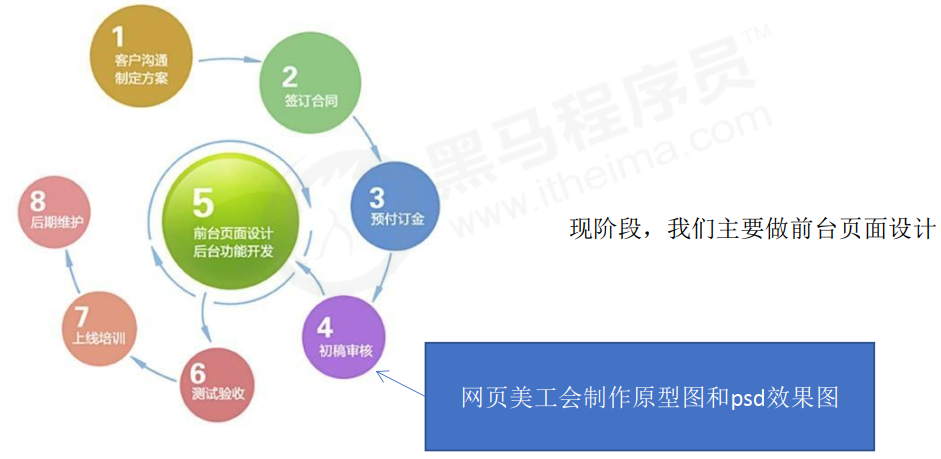 1
客户沟通
制定方案
2
签订合同
3
预付订金
4
初稿审核
5
前台页面设计
后台功能开发
6
测试验收
7
上线培训
8
后期维护
现阶段，我们主要做前台页面设计
网页美工会制作原型图和psd效果图
黑马程序员™
www.itheima.com